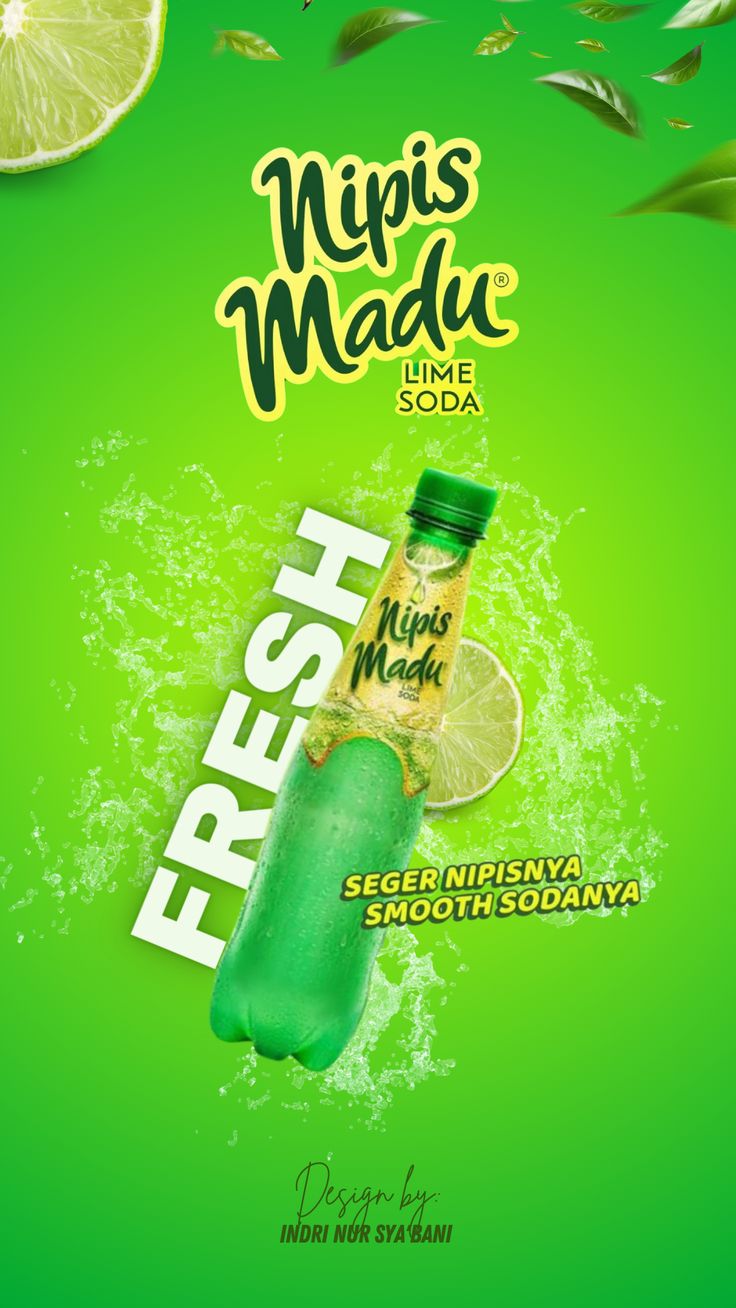 Nipis
Madu®
LIME
SODA
FRESH
Nipis
Madu
LIME
SODA
SEGER NIPISNYA
SMOOTH SODANYA
Design by:
INDRI NUR SYA'BANI